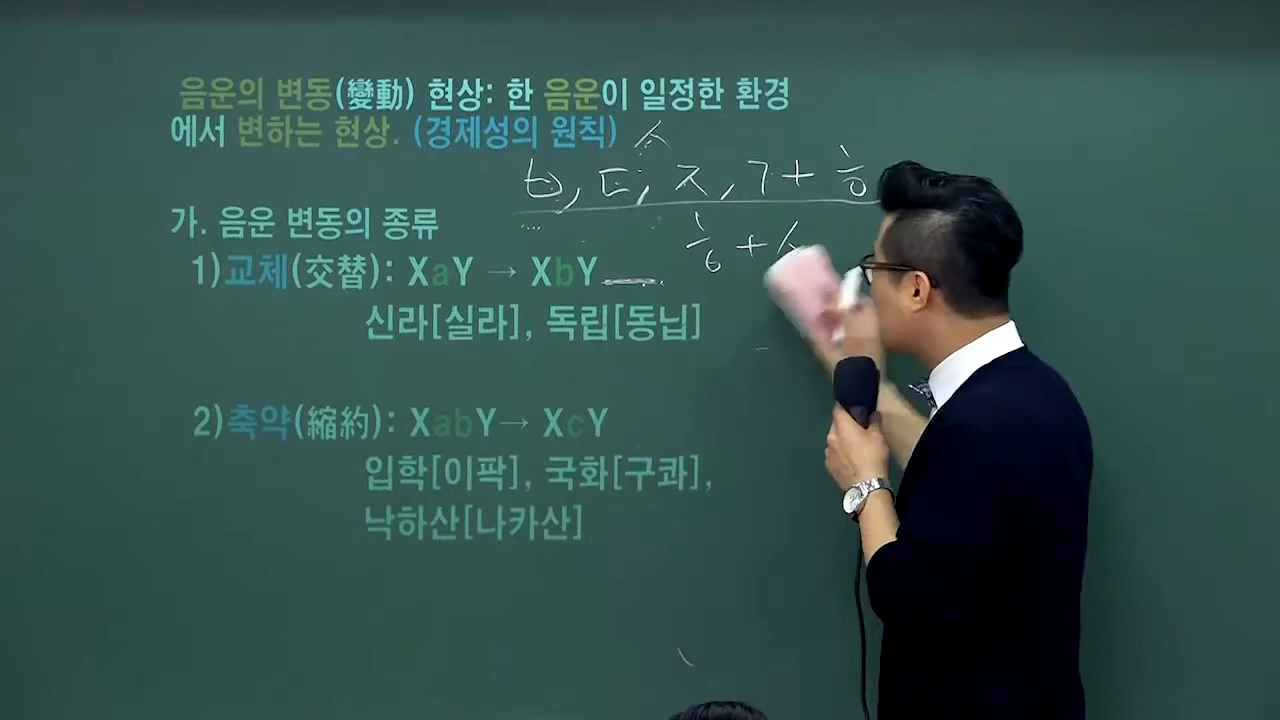 음운의 변동(變動) 현상: 한 음운이 일정한 환경
에서 변하는 현상. (경제성의 원칙)
ㅅ
ㅂ, ㄷ, ㅈ, ㄱ + ㅎ
가. 음운 변동의 종류
ㅎ + ㅅ
1)교체(交替): XaY → XbY
신라[실라], 독립[동닙]
2)축약(縮約): XabY→ XcY
입학[이팍], 국화[구콰],
낙하산[나카산]